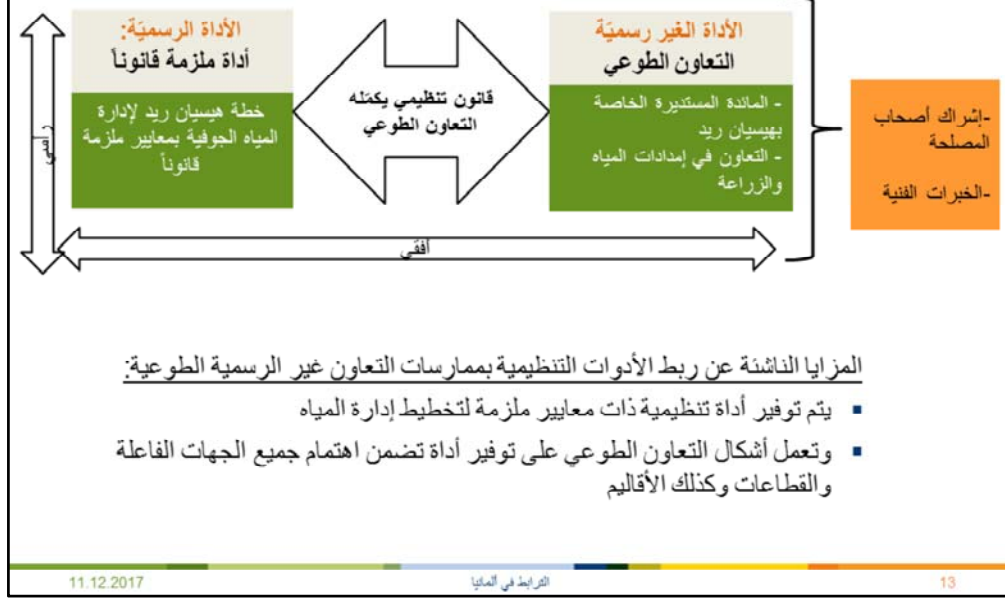 الأداة الغير رسميّة
التعاون الطوعي
- المائدة المستديرة الخاصة
بهيسيان ريد
- التعاون في إمدادات المياه
والزراعة
-إشراك أصحاب
المصلحة
-الخبرات الفنية
قانون تنظيمي يكمّله
التعاون الطوعي
الأداة الرسميّة:
أداة ملزمة قانوناً
خطة هيسيان ريد لإدارة
المياه الجوفية بمعايير ملزمة
قانوناً
رأسي
أفقي
المزايا الناشئة عن ربط الأدوات التنظيمية بممارسات التعاون غير الرسمية الطوعية:
▪ يتم توفير أداة تنظيمية ذات معايير ملزمة لتخطيط إدارة المياه
▪ وتعمل أشكال التعاون الطوعي على توفير أداة تضمن اهتمام جميع الجهات الفاعلة
والقطاعات وكذلك الأقاليم
11.12.2017
الترابط في ألمانيا
13